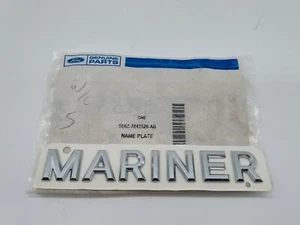 Ford
GENUINE
PARTS
W/C
S
ONE
NAME PLATE
MARINER